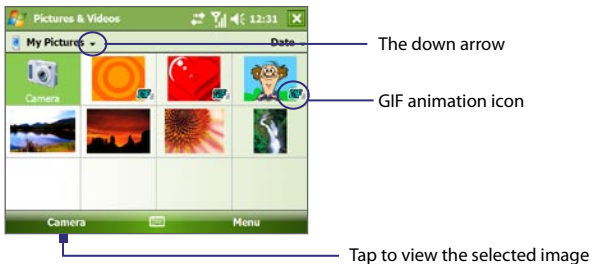 Pictures & Videos 12:31
My Pictures Date
The down arrow
Camera
GIF animation icon
Camera Menu
Tap to view the selected image